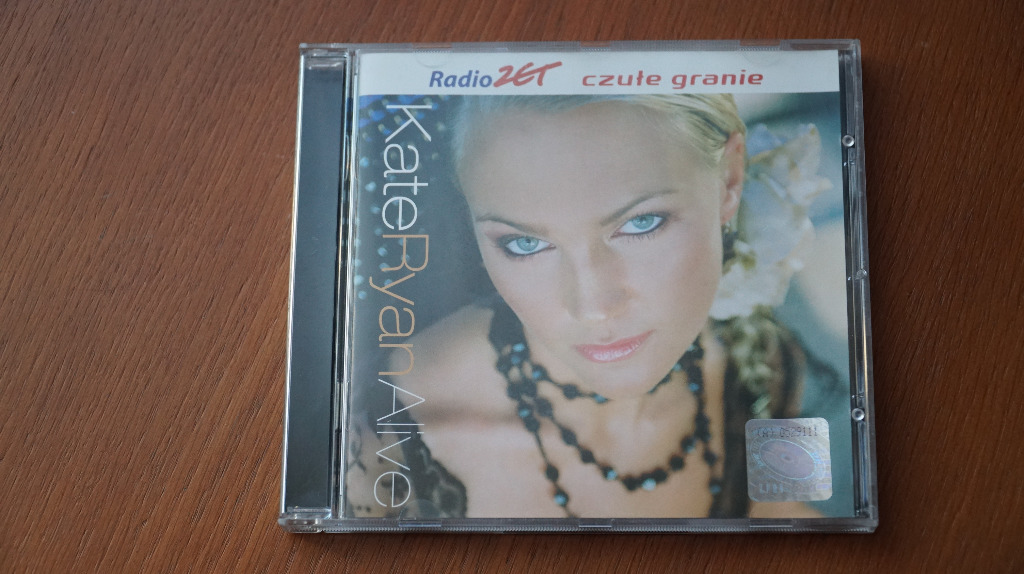 Radio ZET czułe granie
KateRyanAlive